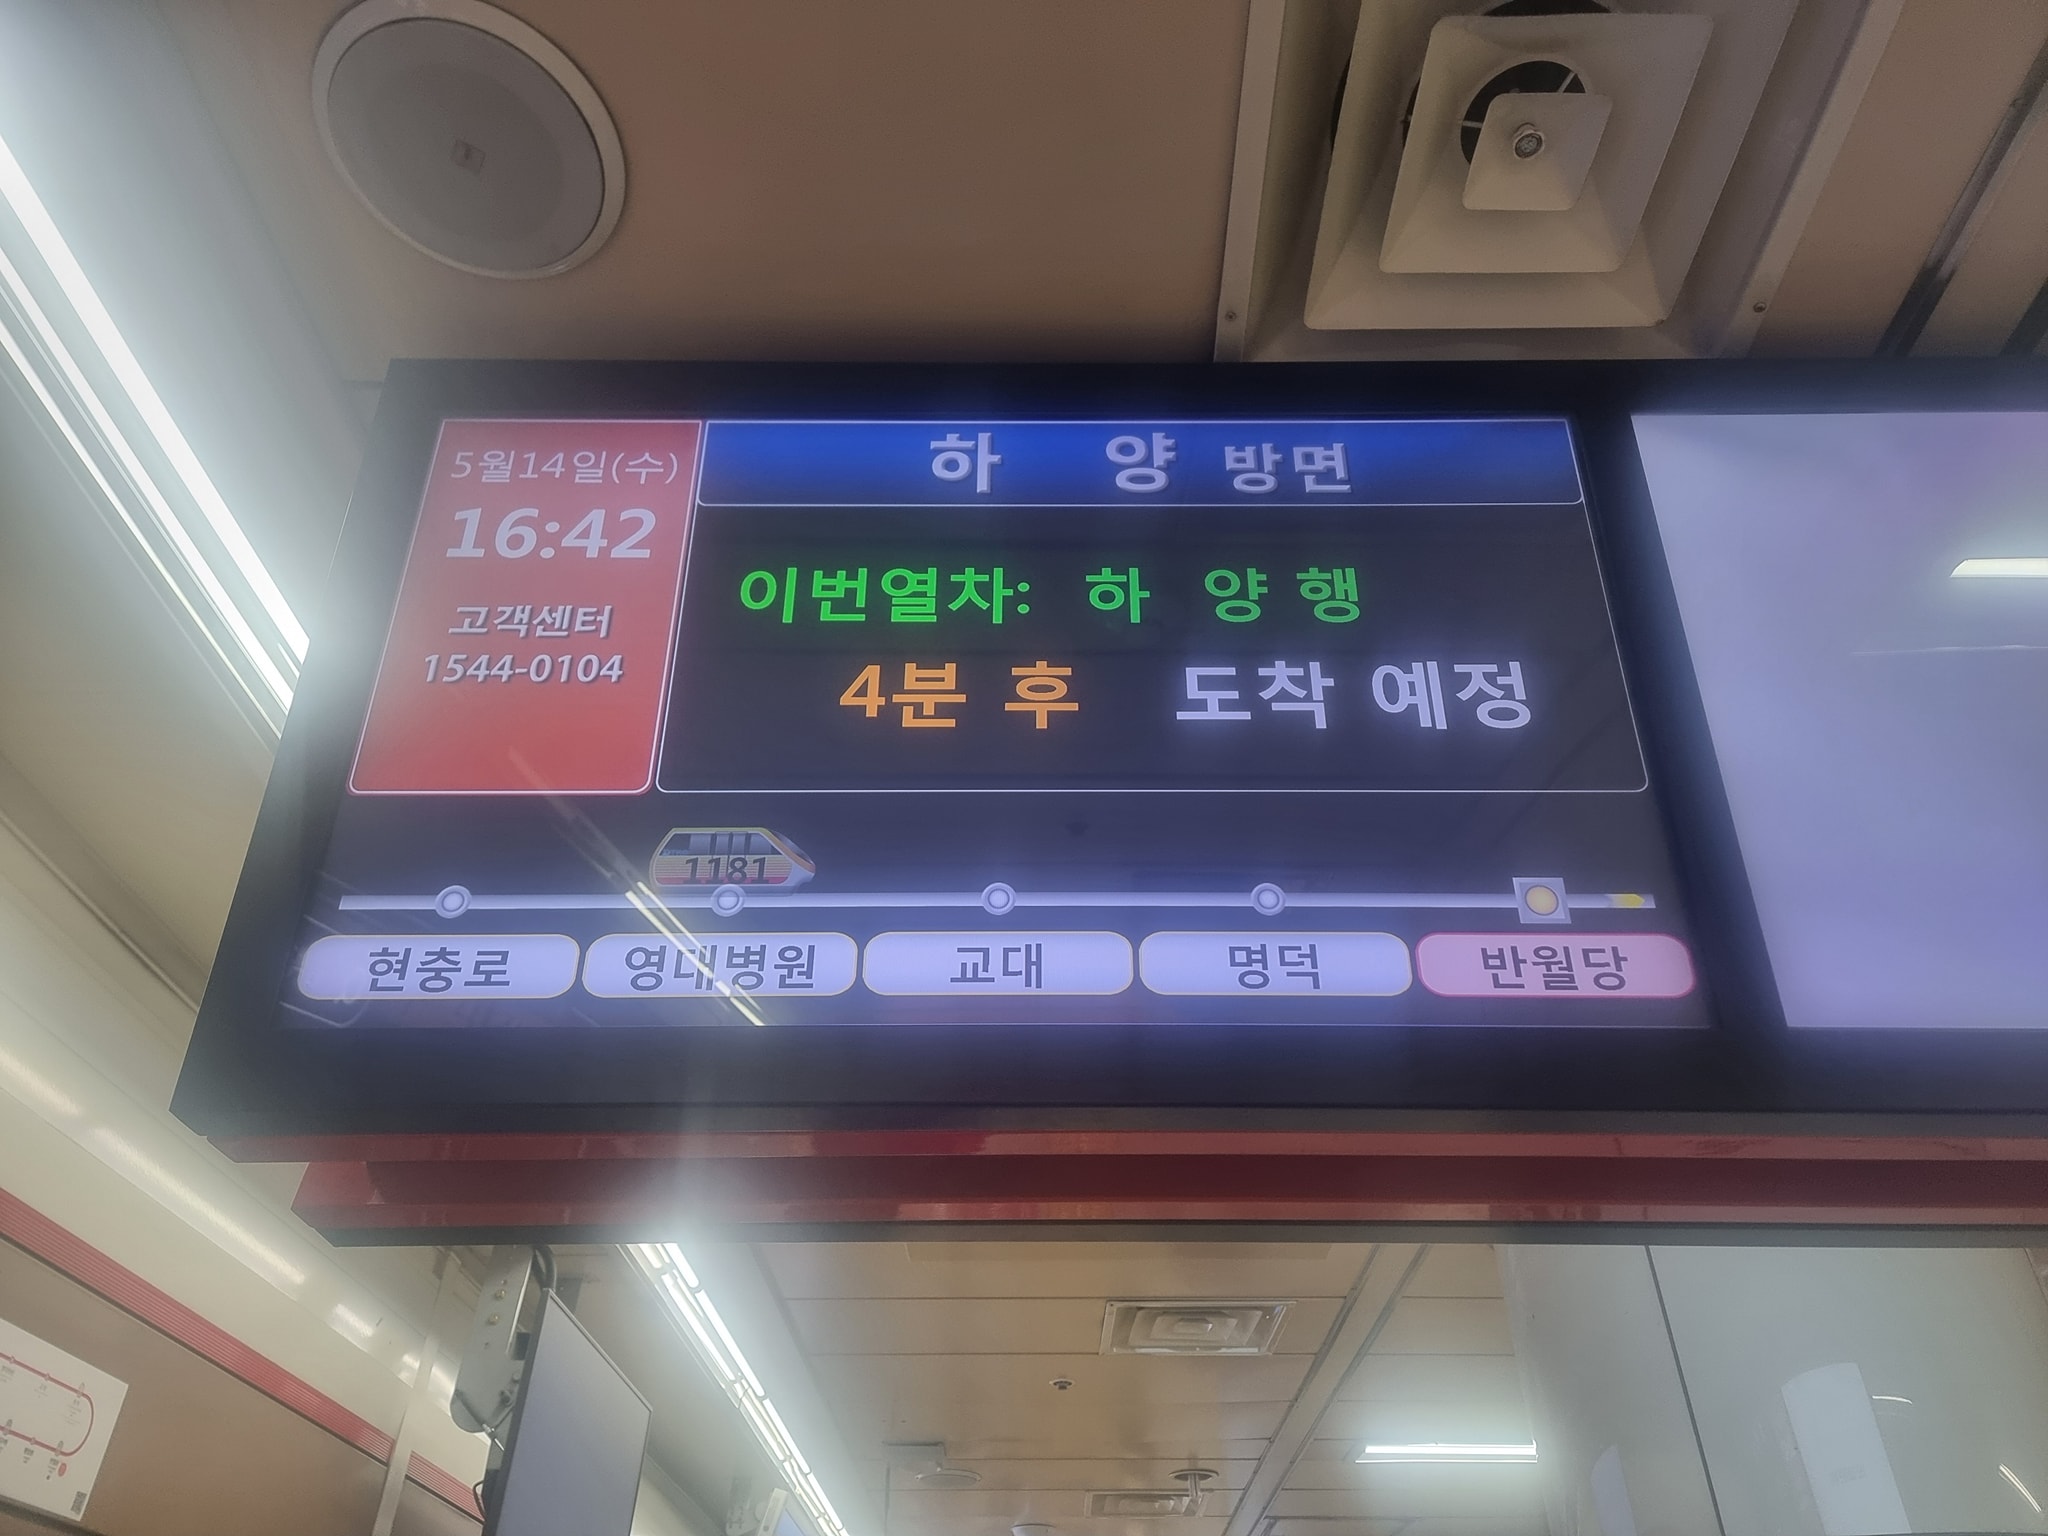 5월14일(수)
16:42
고객센터
1544-0104
하 양 방면
이번열차: 하 양 행
4분 후 도착 예정
1181
현충로 영대병원 교대 명덕 반월당